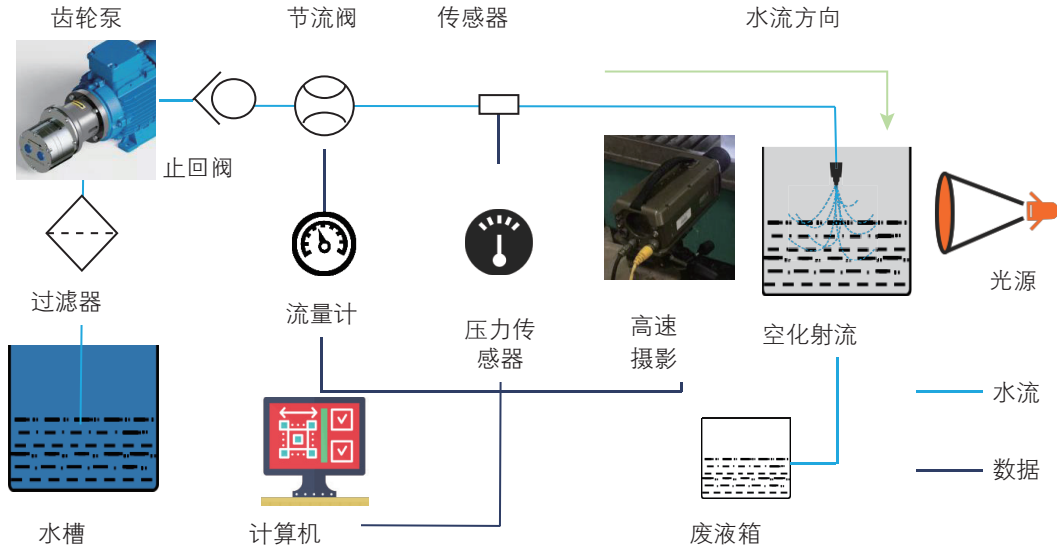 齿轮泵
节流阀
传感器
水流方向
止回阀
过滤器
流量计
压力传
感器
高速
摄影
空化射流
光源
水流
数据
水槽
计算机
废液箱